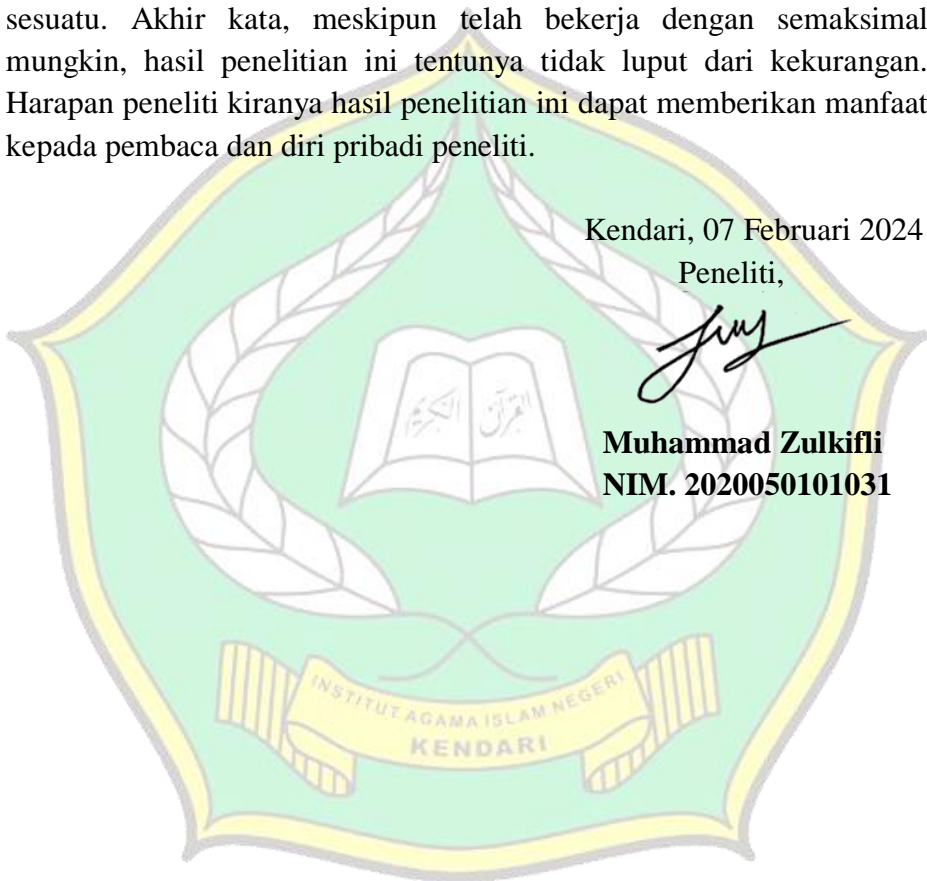 sesuatu. Akhir kata, meskipun telah bekerja dengan semaksimal
mungkin, hasil penelitian ini tentunya tidak luput dari kekurangan.
Harapan peneliti kiranya hasil penelitian ini dapat memberikan manfaat
kepada pembaca dan diri pribadi peneliti.
Kendari, 07 Februari 2024
Peneliti,
Muhammad Zulkifli
NIM. 2020050101031
القرآن الكريم
INSTITUT AGAMA ISLAM NEGERI
KENDARI